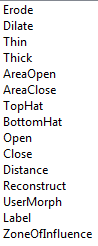 Erode
Dilate
Thin
Thick
AreaOpen
AreaClose
TopHat
BottomHat
Open
Close
Distance
Reconstruct
UserMorph
Label
ZoneOfInfluence